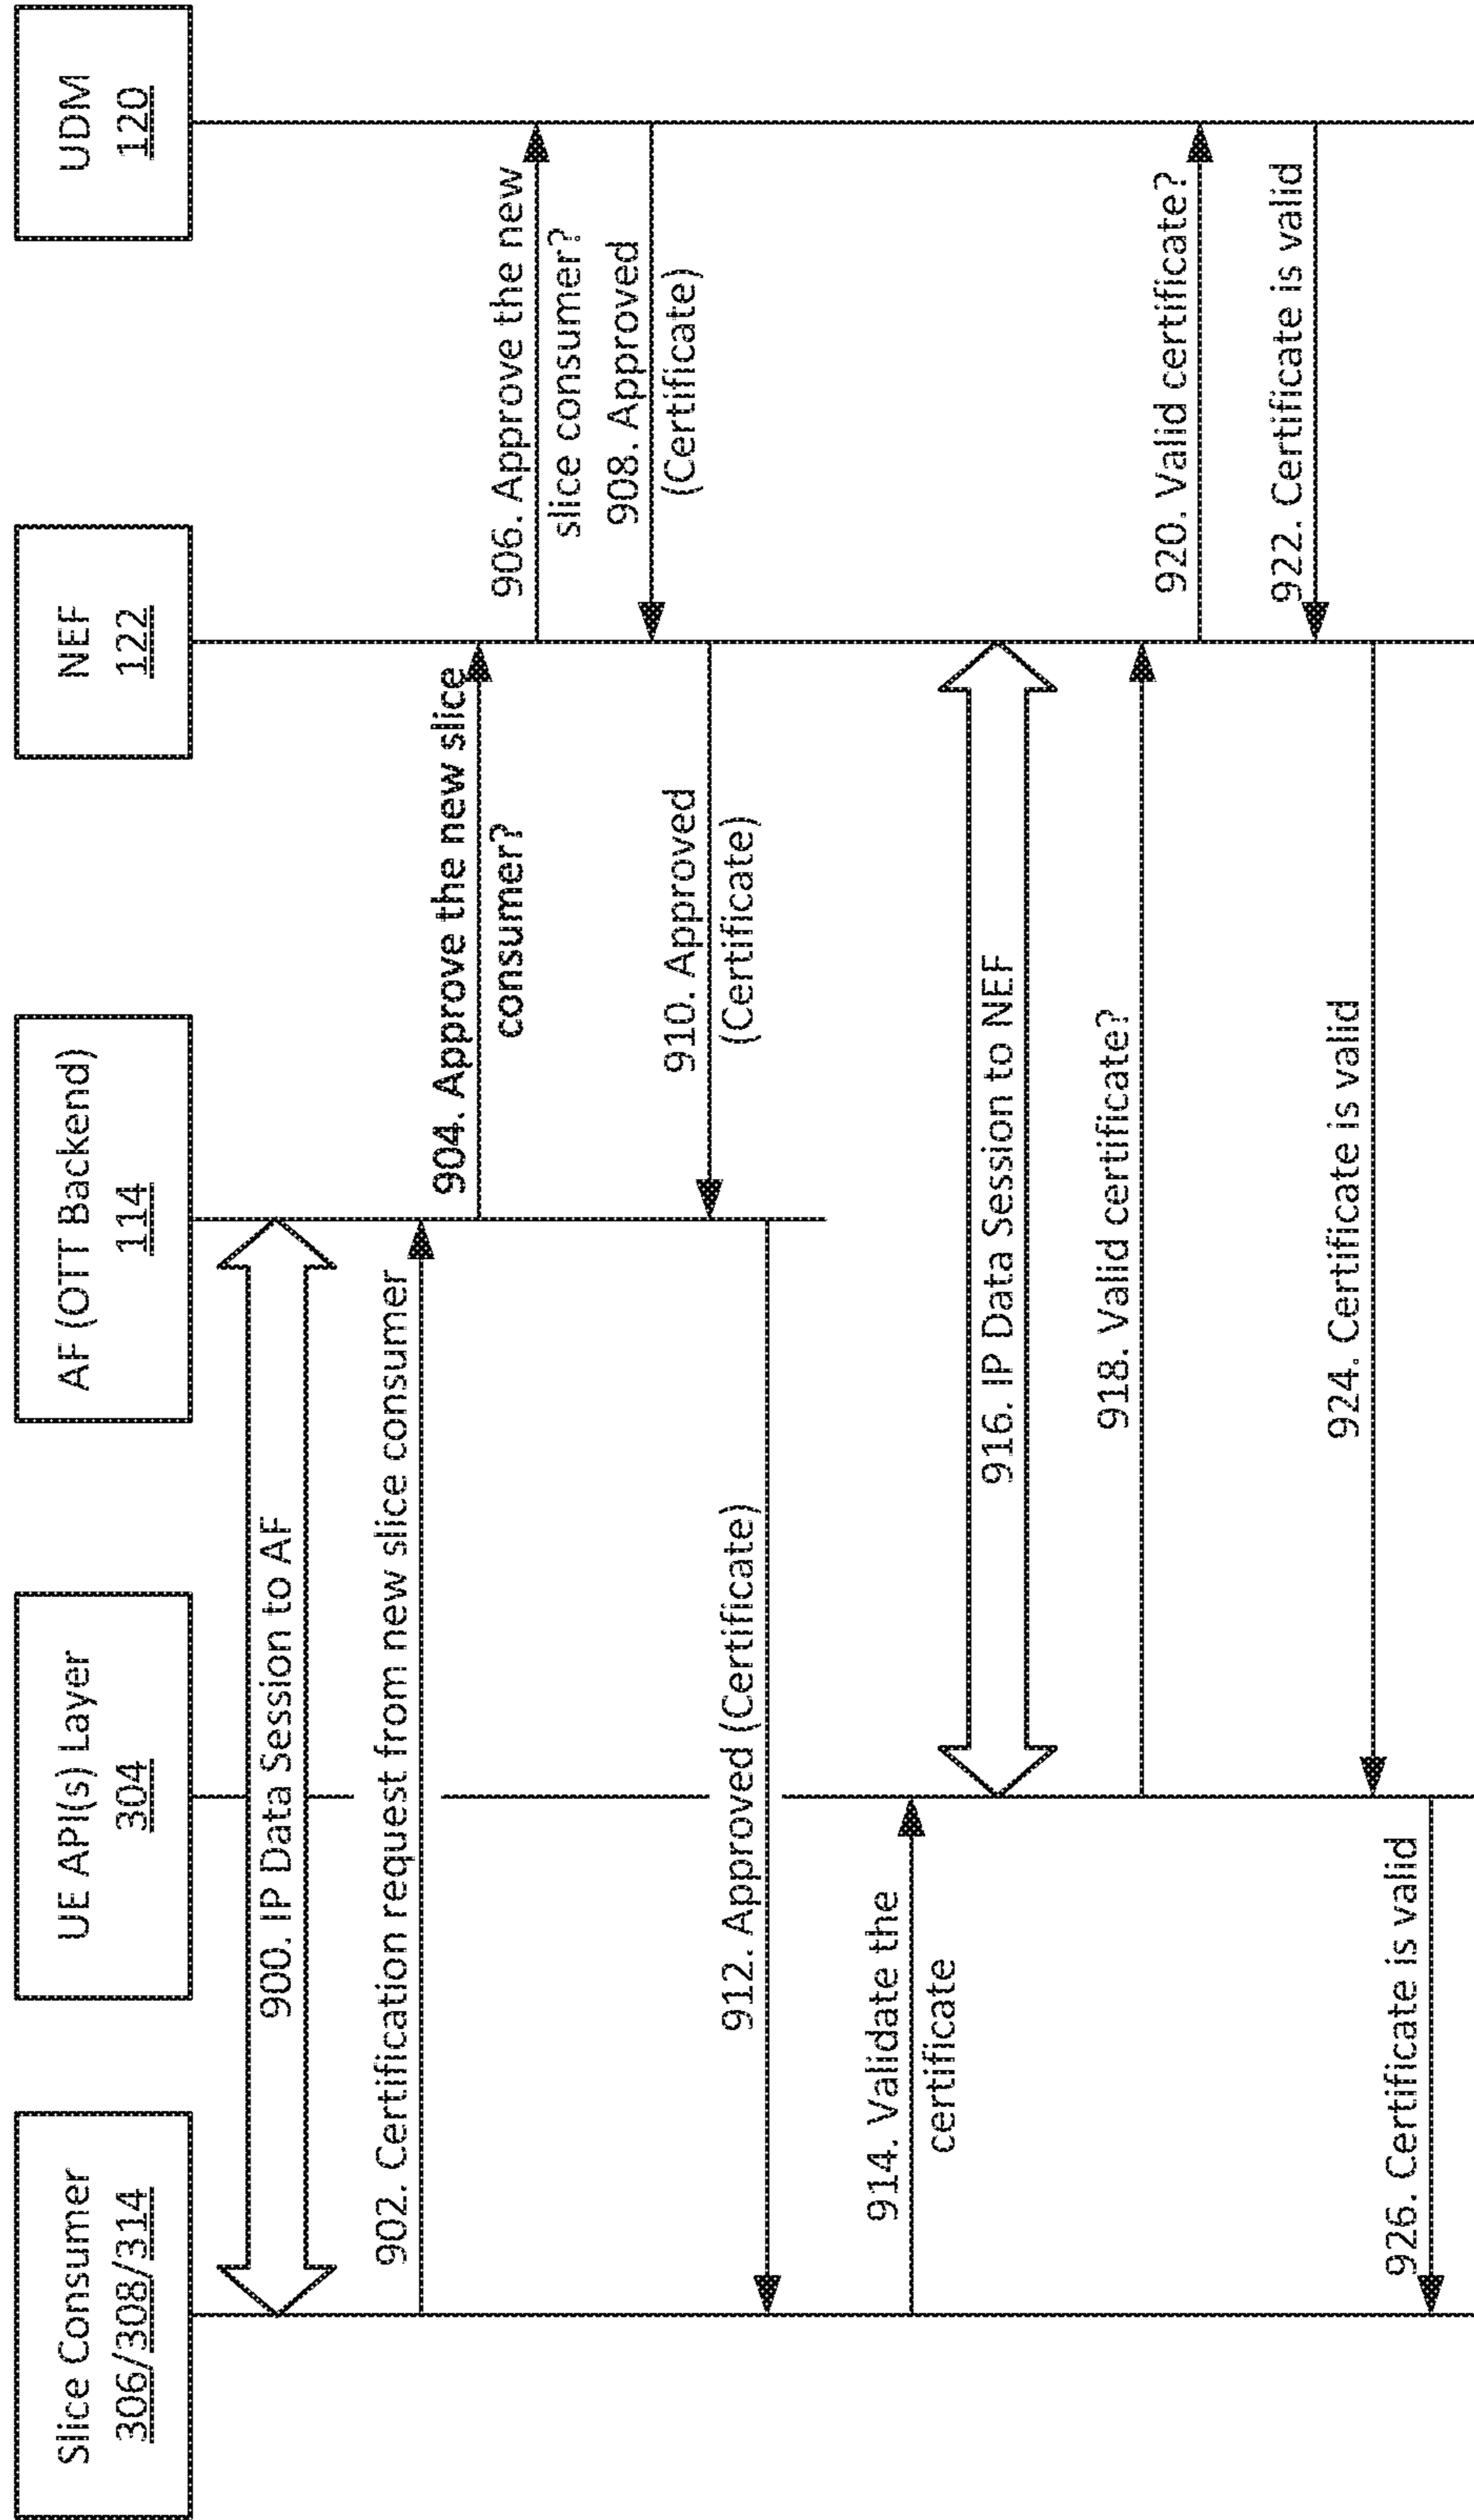 Slice Consumer
306/308/314
UE API(s) Layer
304
AF (OTT Backend)
114
NEF
122
UDM
120
900. IP Data Session to AF
902. Certification request from new slice consumer
904. Approve the new slice
consumer?
906. Approve the new
slice consumer?
908. Approved
(Certificate)
910. Approved
(Certificate)
912. Approved (Certificate)
914. Validate the
certificate
916. IP Data Session to NEF
918. Valid certificate?
920. Valid certificate?
922. Certificate is valid
924. Certificate is valid
926. Certificate is valid